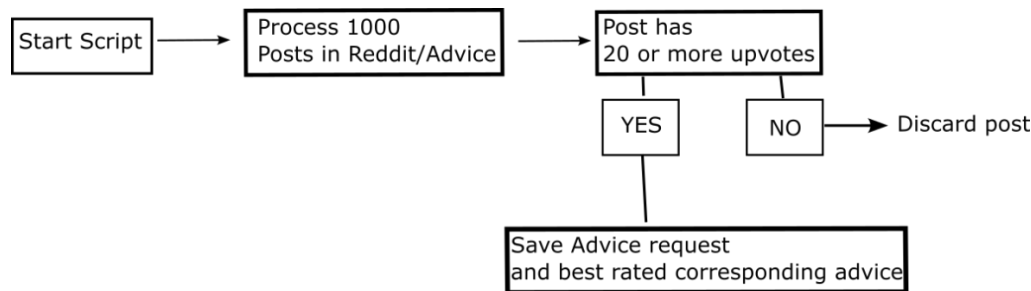 Start Script
Process 1000
Posts in Reddit/Advice
Post has
20 or more upvotes
YES
NO
Discard post
Save Advice request
and best rated corresponding advice